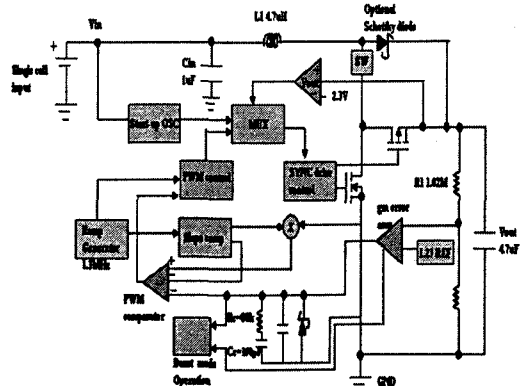 L1 4.7uH
Optional
Schottky diode
Vin
SW
Cin
1uF
Single cell
Input
2.3V
Start up OSC
MUX
SYNC drive
control
PWM control
R1 1.02M
gm error
amp
Ramp
Generator
Slope comp
Σ
1.23 REF
Vout
4.7uF
PWM
comparator
Burst mode
Operation
GND